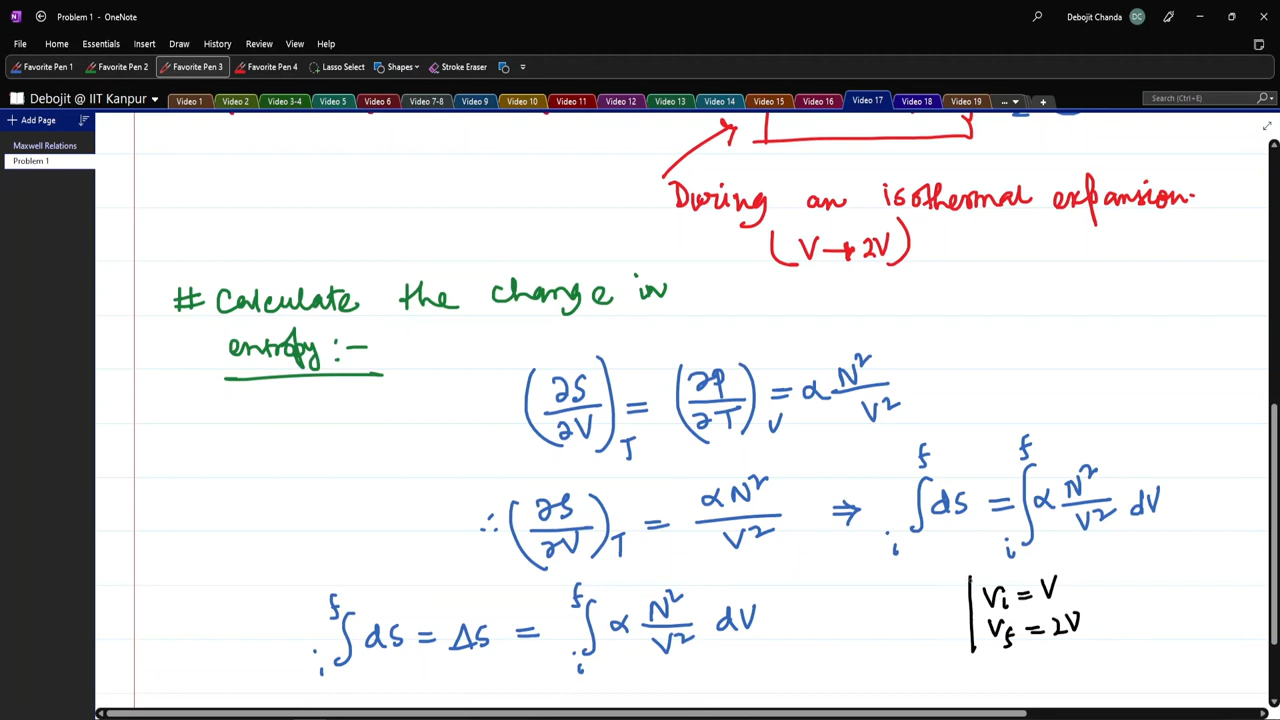 Problem 1 - OneNote
Debojit Chanda DC
File Home Essentials Insert Draw History Review View Help
Favorite Pen 1 Favorite Pen 2 Favorite Pen 3 Favorite Pen 4 Lasso Select Shapes Stroke Eraser
Debojit @ IIT Kanpur Video 1 Video 2 Video 3-4 Video 5 Video 6 Video 7-8 Video 9 Video 10 Video 11 Video 12 Video 13 Video 14 Video 15 Video 16 Video 17 Video 18 Video 19 ... + Search (Ctrl+E)
+ Add Page
Maxwell Relations
Problem 1
During an isothermal expansion.
(V → 2V)
# Calculate the change in
entropy :-
(∂S/∂V)_T = (∂P/∂T)_V = α N²/V²
∴ (∂S/∂V)_T = αN²/V² ⇒ ∫_i^f dS = ∫_i^f α N²/V² dV
V_i = V
V_f = 2V
∫_i^f dS = ΔS = ∫_i^f α N²/V² dV